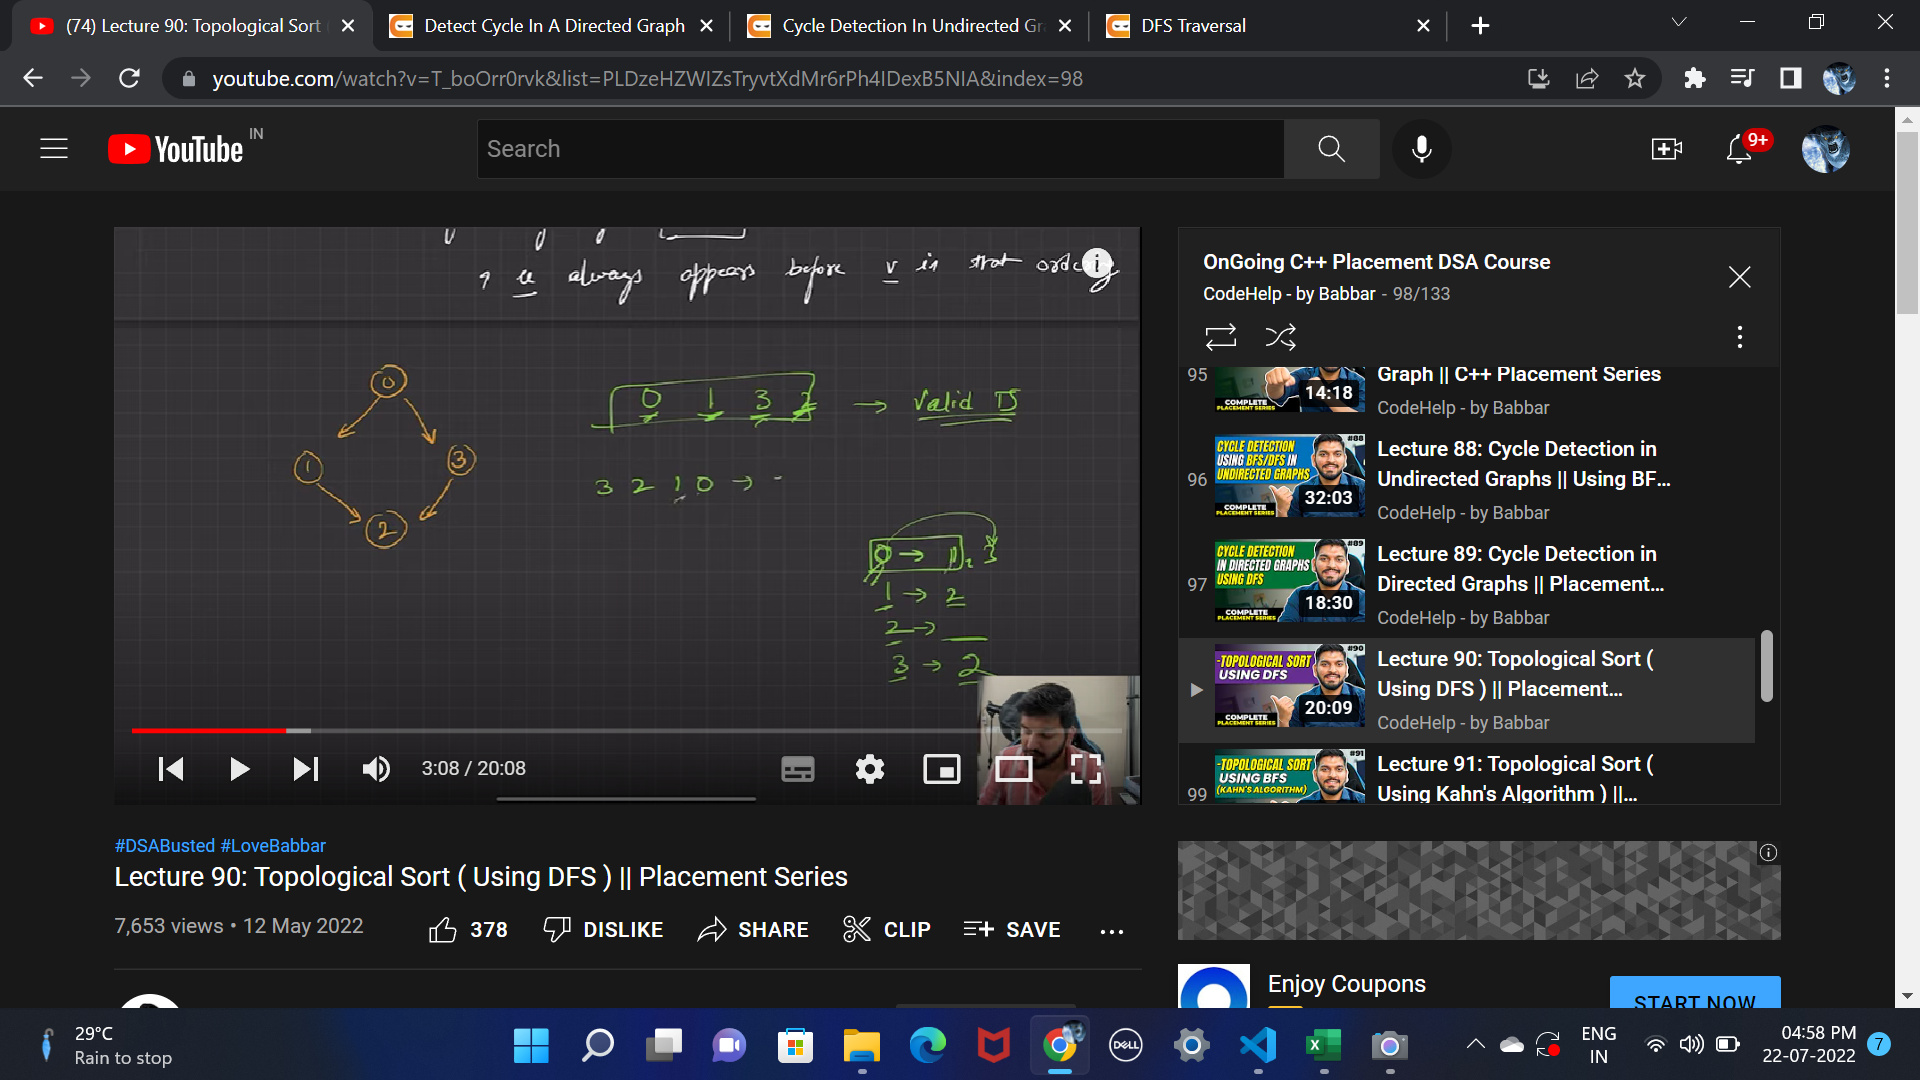 (74) Lecture 90: Topological Sort (
Detect Cycle In A Directed Graph
Cycle Detection In Undirected Gr
DFS Traversal
youtube.com/watch?v=T_boOrr0rvk&list=PLDzeHZWIZsTryvtXdMr6rPh4IDexB5NIA&index=98
YouTube IN
Search
9+
u always appears before v in that ordering
0 1 3 2 → Valid TS
3 2 1 0 →
0 → 1, 3
1 → 2
2 →
3 → 2
0
1
3
2
3:08 / 20:08
OnGoing C++ Placement DSA Course
CodeHelp - by Babbar - 98/133
95
14:18
COMPLETE
PLACEMENT SERIES
Graph || C++ Placement Series
CodeHelp - by Babbar
96
CYCLE DETECTION
USING BFS/DFS IN
UNDIRECTED GRAPHS
#88
32:03
COMPLETE
PLACEMENT SERIES
Lecture 88: Cycle Detection in
Undirected Graphs || Using BF...
CodeHelp - by Babbar
97
CYCLE DETECTION
IN DIRECTED GRAPHS
USING DFS
#89
18:30
COMPLETE
PLACEMENT SERIES
Lecture 89: Cycle Detection in
Directed Graphs || Placement...
CodeHelp - by Babbar
-TOPOLOGICAL SORT
USING DFS
#90
20:09
COMPLETE
PLACEMENT SERIES
Lecture 90: Topological Sort (
Using DFS ) || Placement...
CodeHelp - by Babbar
99
-TOPOLOGICAL SORT
USING BFS
(KAHN'S ALGORITHM)
#91
Lecture 91: Topological Sort (
Using Kahn's Algorithm ) ||...
#DSABusted #LoveBabbar
Lecture 90: Topological Sort ( Using DFS ) || Placement Series
7,653 views • 12 May 2022
378
DISLIKE
SHARE
CLIP
SAVE
Enjoy Coupons
START NOW
29°C
Rain to stop
DELL
ENG
IN
04:58 PM
22-07-2022
7